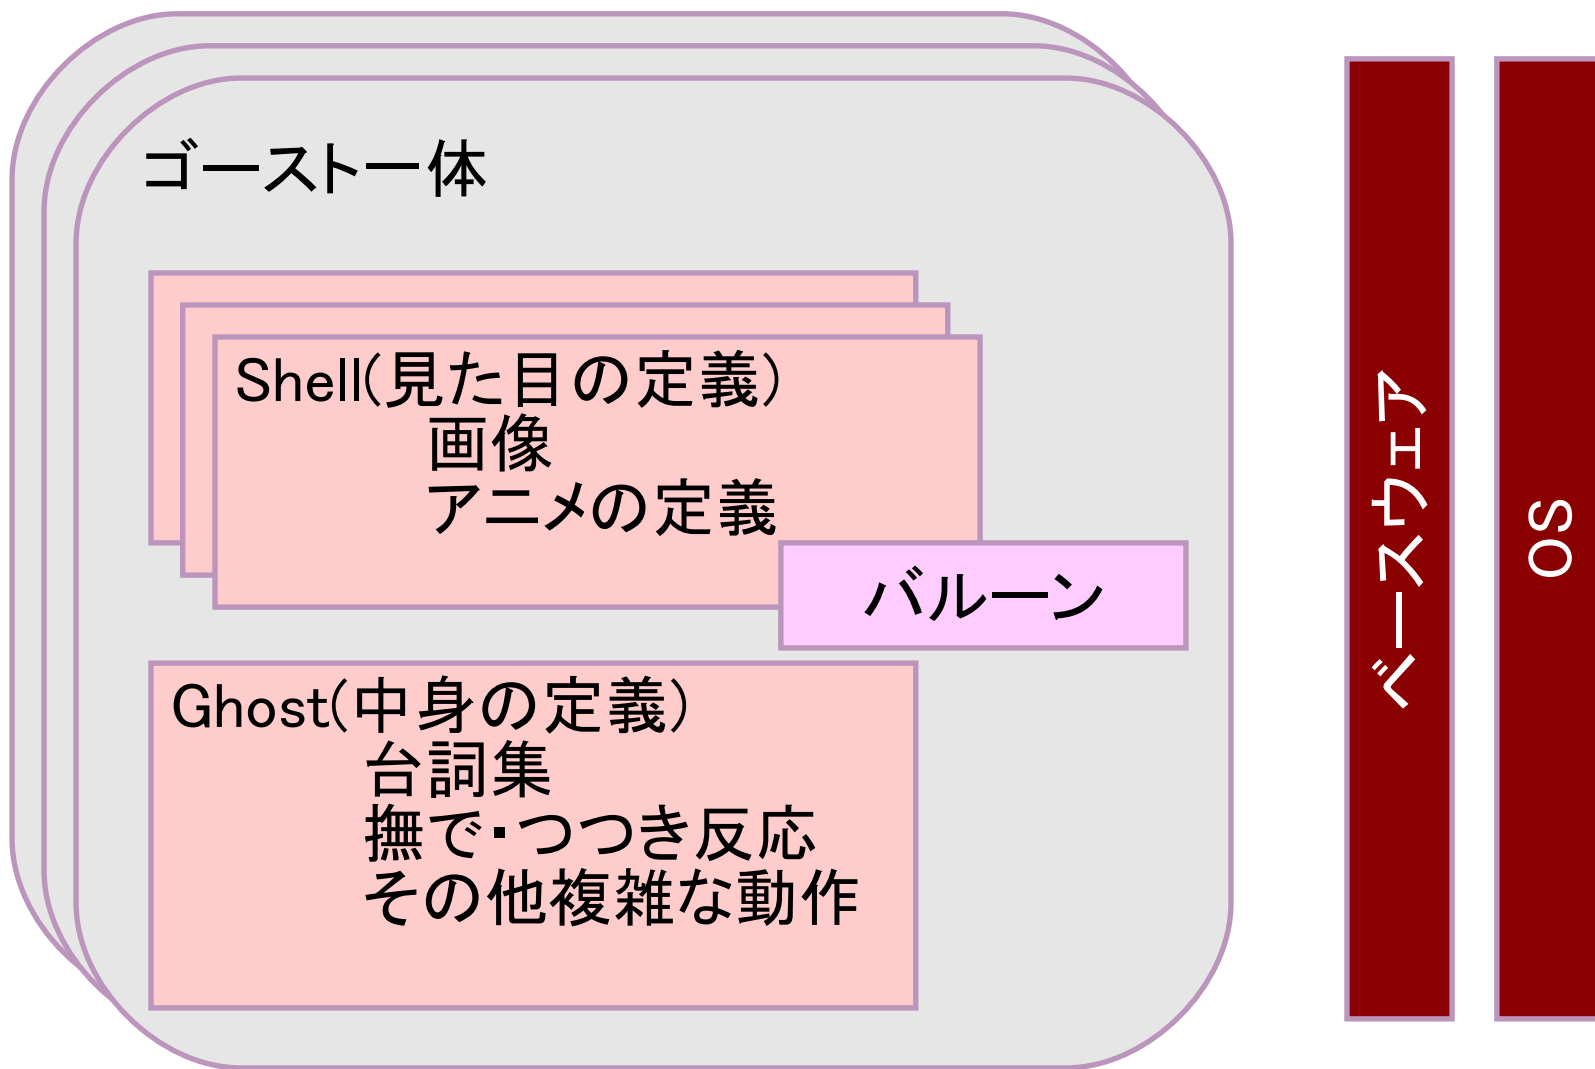 ゴースト一体
Shell(見た目の定義)
画像
アニメの定義
バルーン
Ghost(中身の定義)
台詞集
撫で・つつき反応
その他複雑な動作
ベースウェア
OS